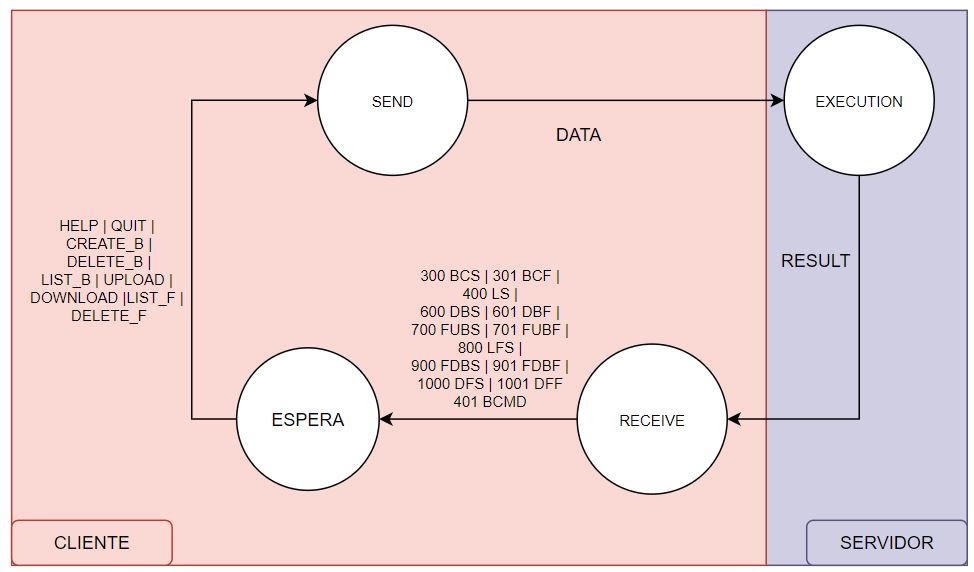 SEND
EXECUTION
DATA
HELP | QUIT |
CREATE_B |
DELETE_B |
LIST_B | UPLOAD |
DOWNLOAD |LIST_F |
DELETE_F
RESULT
300 BCS | 301 BCF |
400 LS |
600 DBS | 601 DBF |
700 FUBS | 701 FUBF |
800 LFS |
900 FDBS | 901 FDBF |
1000 DFS | 1001 DFF
401 BCMD
ESPERA
RECEIVE
CLIENTE
SERVIDOR